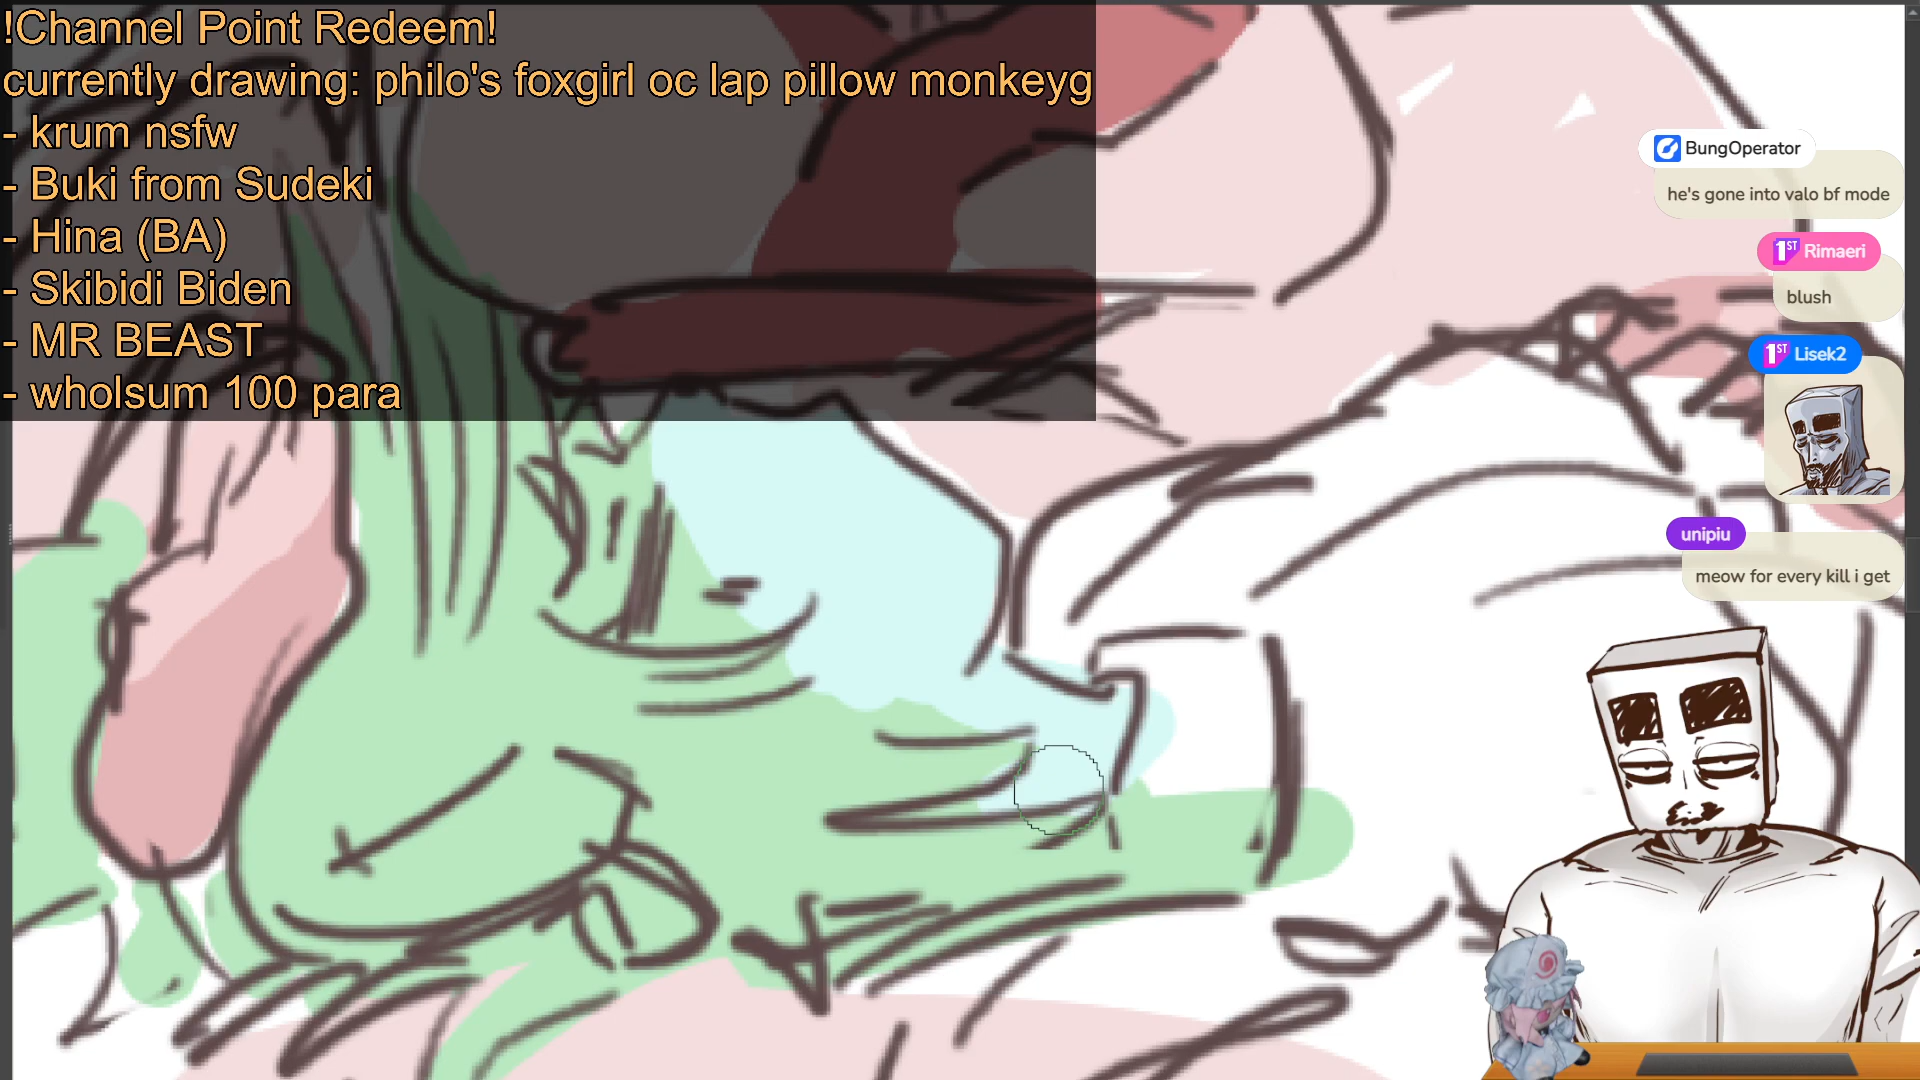 !Channel Point Redeem!
currently drawing: philo's foxgirl oc lap pillow monkeyg
- krum nsfw
- Buki from Sudeki
- Hina (BA)
- Skibidi Biden
- MR BEAST
- wholsum 100 para
BungOperator
he's gone into valo bf mode
1ST Rimaeri
blush
1ST Lisek2
unipiu
meow for every kill i get